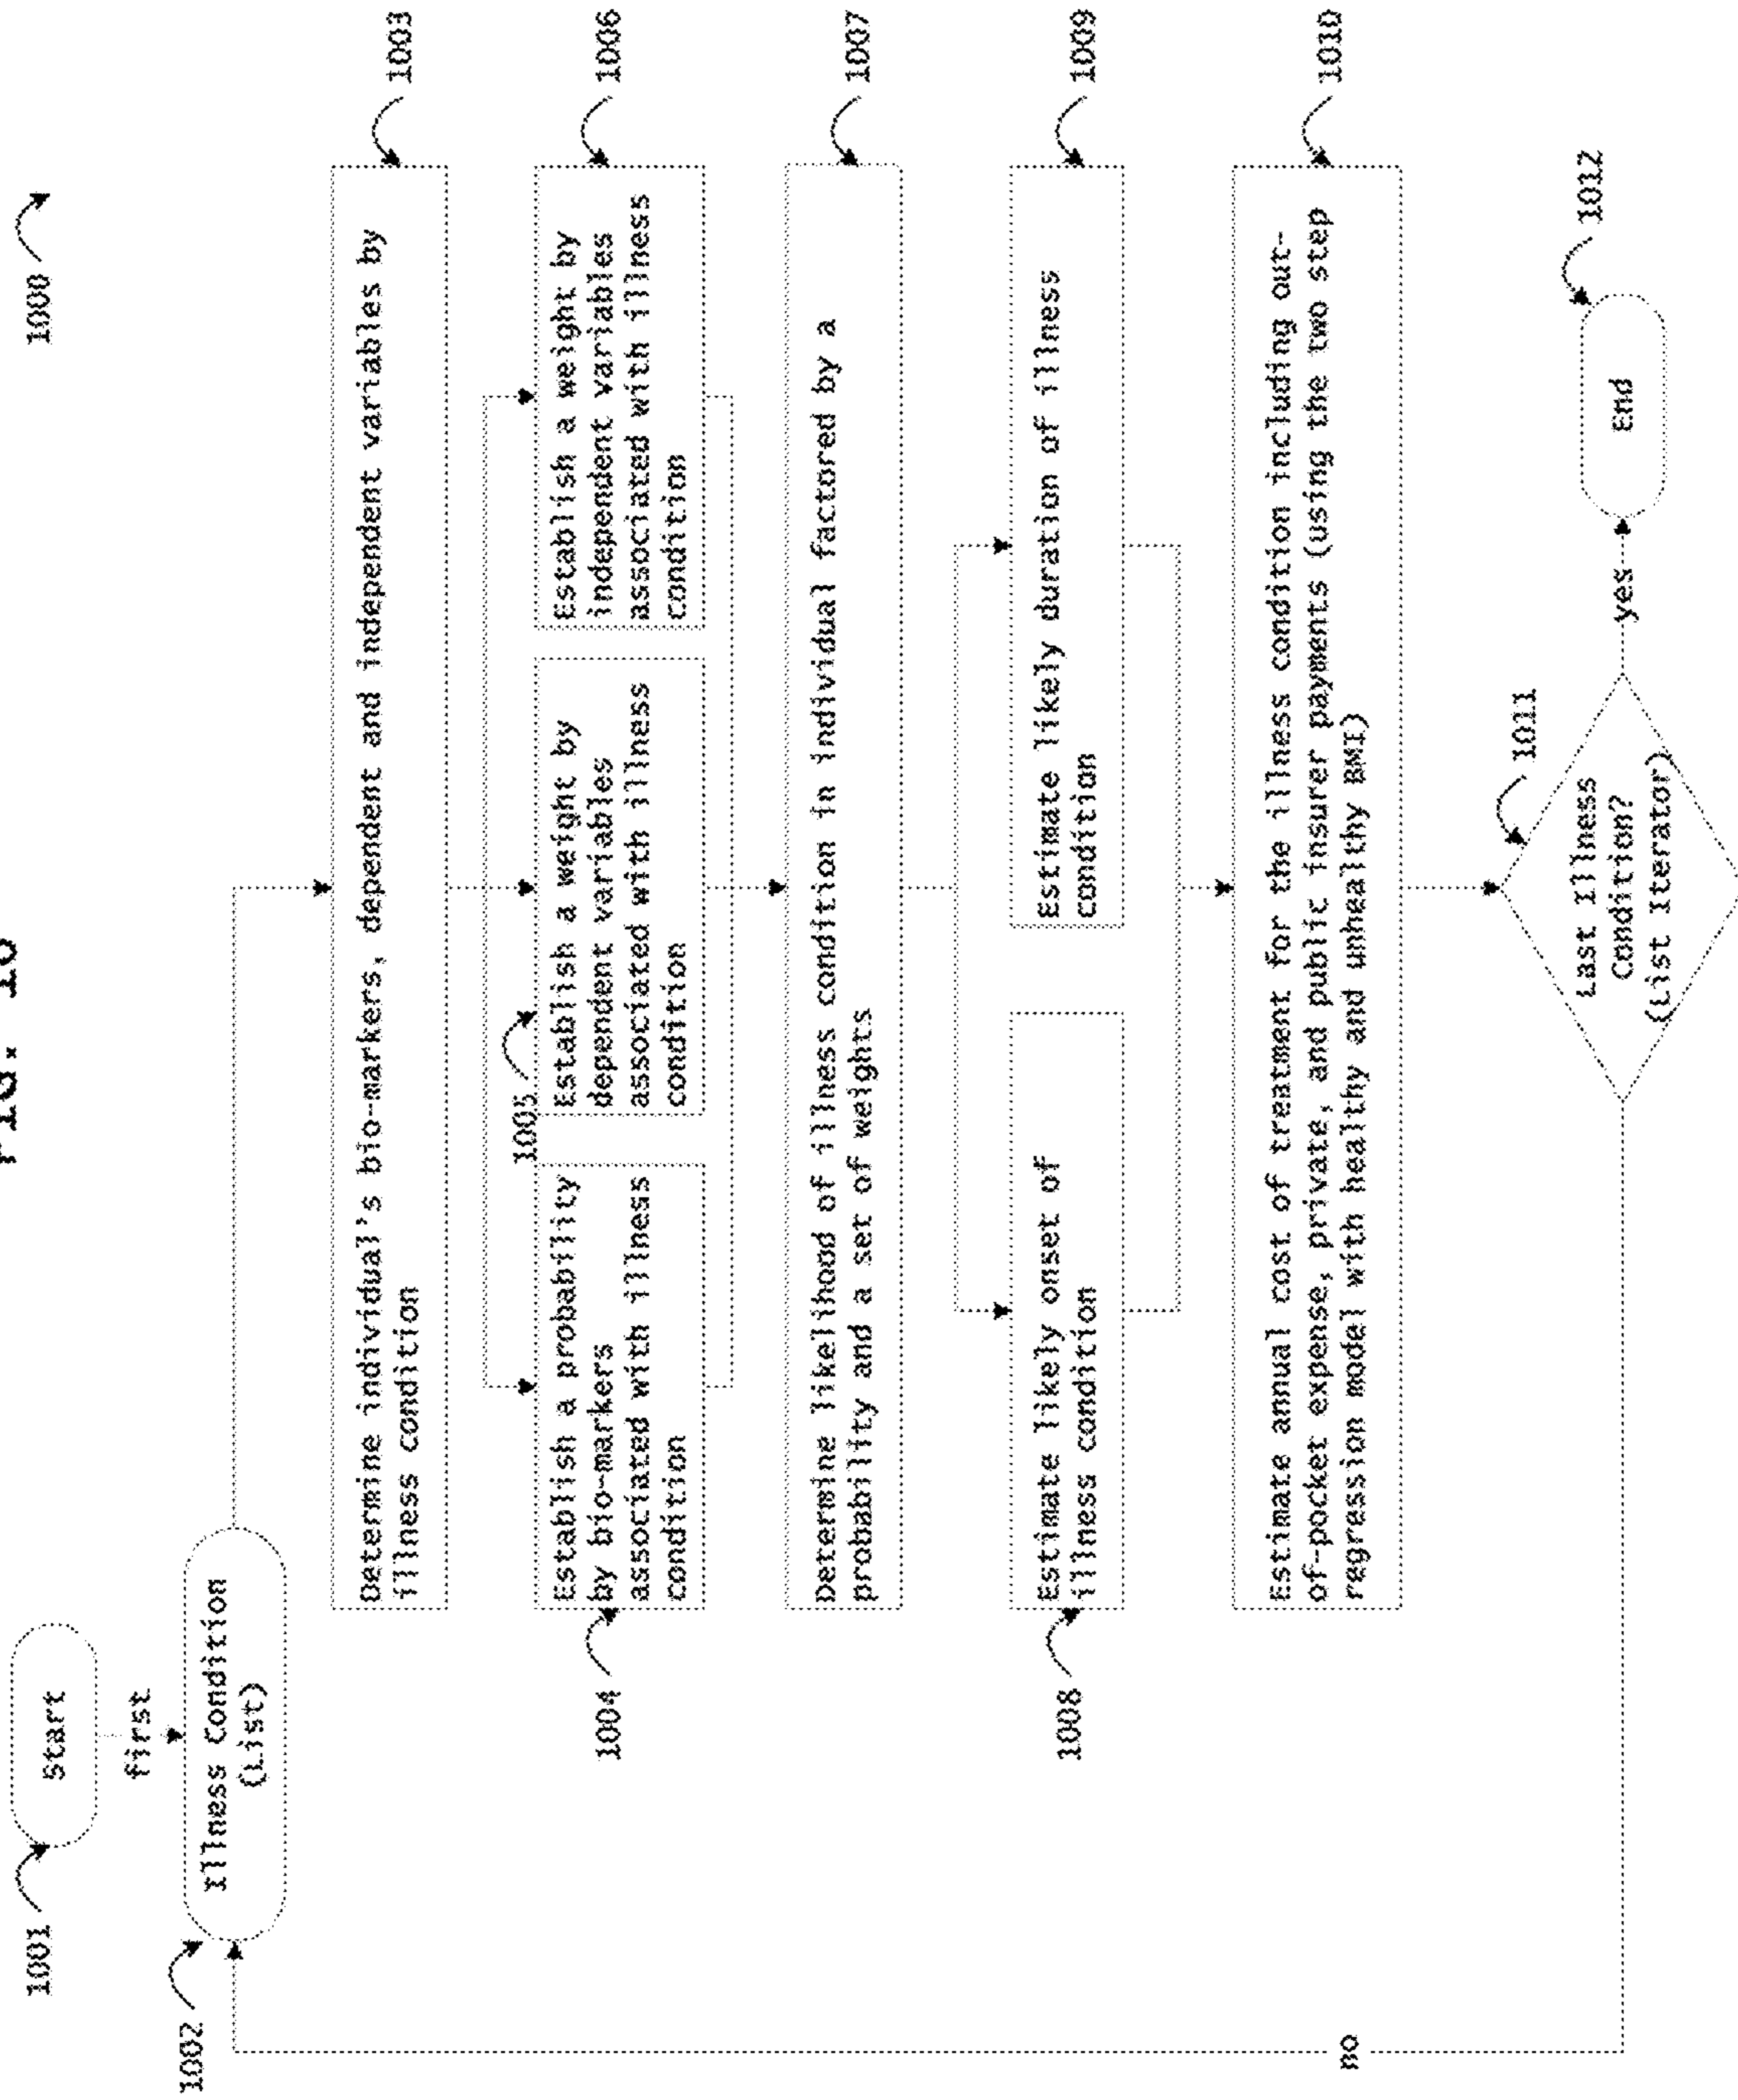 FIG. 10
1000
1001
Start
first
1002
Illness Condition
(List)
1003
Determine individual's bio-markers, dependent and independent variables by
illness condition
1004
Establish a probability
by bio-markers
associated with illness
condition
1005
Establish a weight by
dependent variables
associated with illness
condition
1006
Establish a weight by
independent variables
associated with illness
condition
1007
Determine likelihood of illness condition in individual factored by a
probability and a set of weights
1008
Estimate likely onset of
illness condition
1009
Estimate likely duration of illness
condition
1010
Estimate annual cost of treatment for the illness condition including out-
of-pocket expense, private, and public insurer payments (using the two step
regression model with healthy and unhealthy BMI)
1011
Last Illness
Condition?
(List Iterator)
no
yes
1012
End